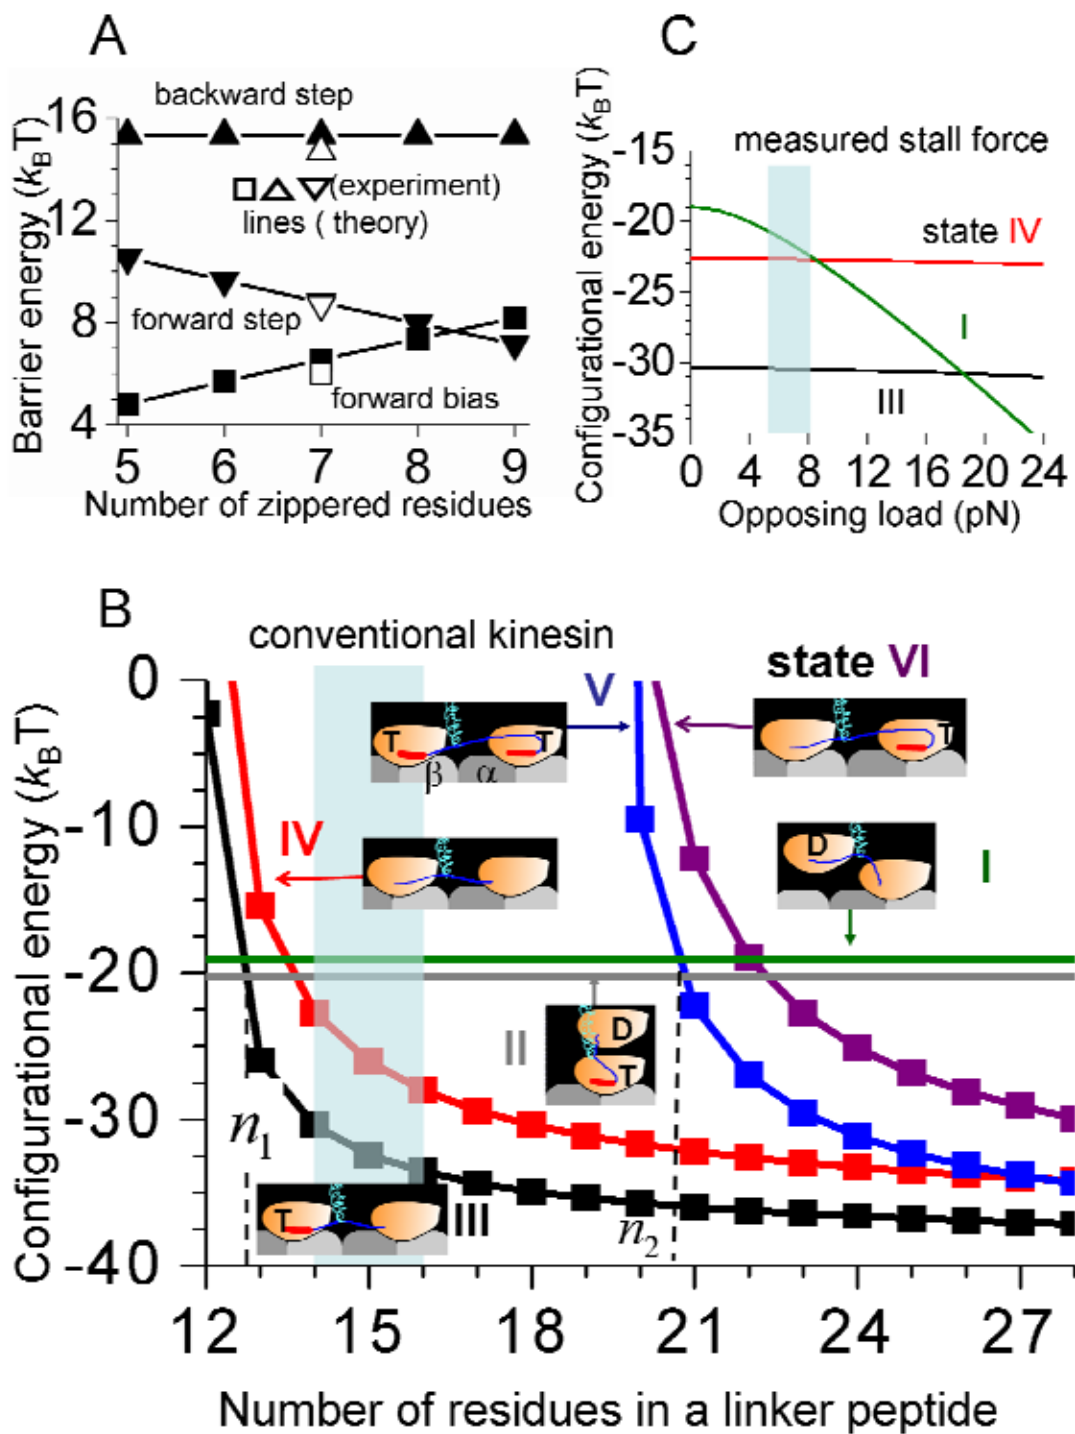 A
backward step
16
12
8
4
Barrier energy (k_BT)
(experiment)
lines ( theory)
forward step
forward bias
5 6 7 8 9
Number of zippered residues
C
measured stall force
-15
-20
-25
-30
-35
Configurational energy (k_BT)
state IV
I
III
0 4 8 12 16 20 24
Opposing load (pN)
B
conventional kinesin
state VI
V
0
-10
-20
-30
-40
Configurational energy (k_BT)
T
T
β
α
T
IV
D
I
II
D
T
n₁
T
III
n₂
12 15 18 21 24 27
Number of residues in a linker peptide